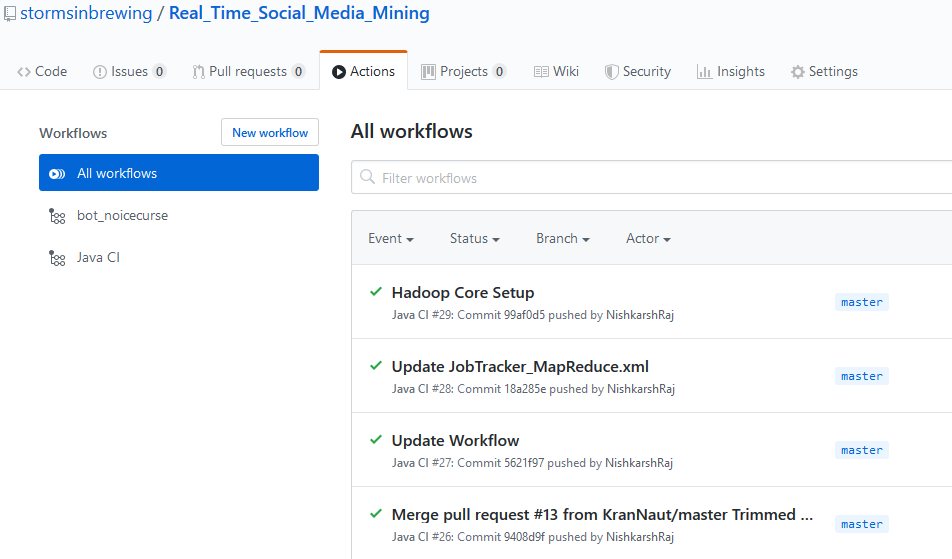 stormsinbrewing / Real_Time_Social_Media_Mining
Code Issues 0 Pull requests 0 Actions Projects 0 Wiki Security Insights Settings
Workflows New workflow
All workflows
bot_noicecurse
Java CI
All workflows
Filter workflows
Event Status Branch Actor
Hadoop Core Setup
master
Java CI #29: Commit 99af0d5 pushed by NishkarshRaj
Update JobTracker_MapReduce.xml
master
Java CI #28: Commit 18a285e pushed by NishkarshRaj
Update Workflow
master
Java CI #27: Commit 5621f97 pushed by NishkarshRaj
Merge pull request #13 from KranNaut/master Trimmed ...
master
Java CI #26: Commit 9408d9f pushed by NishkarshRaj